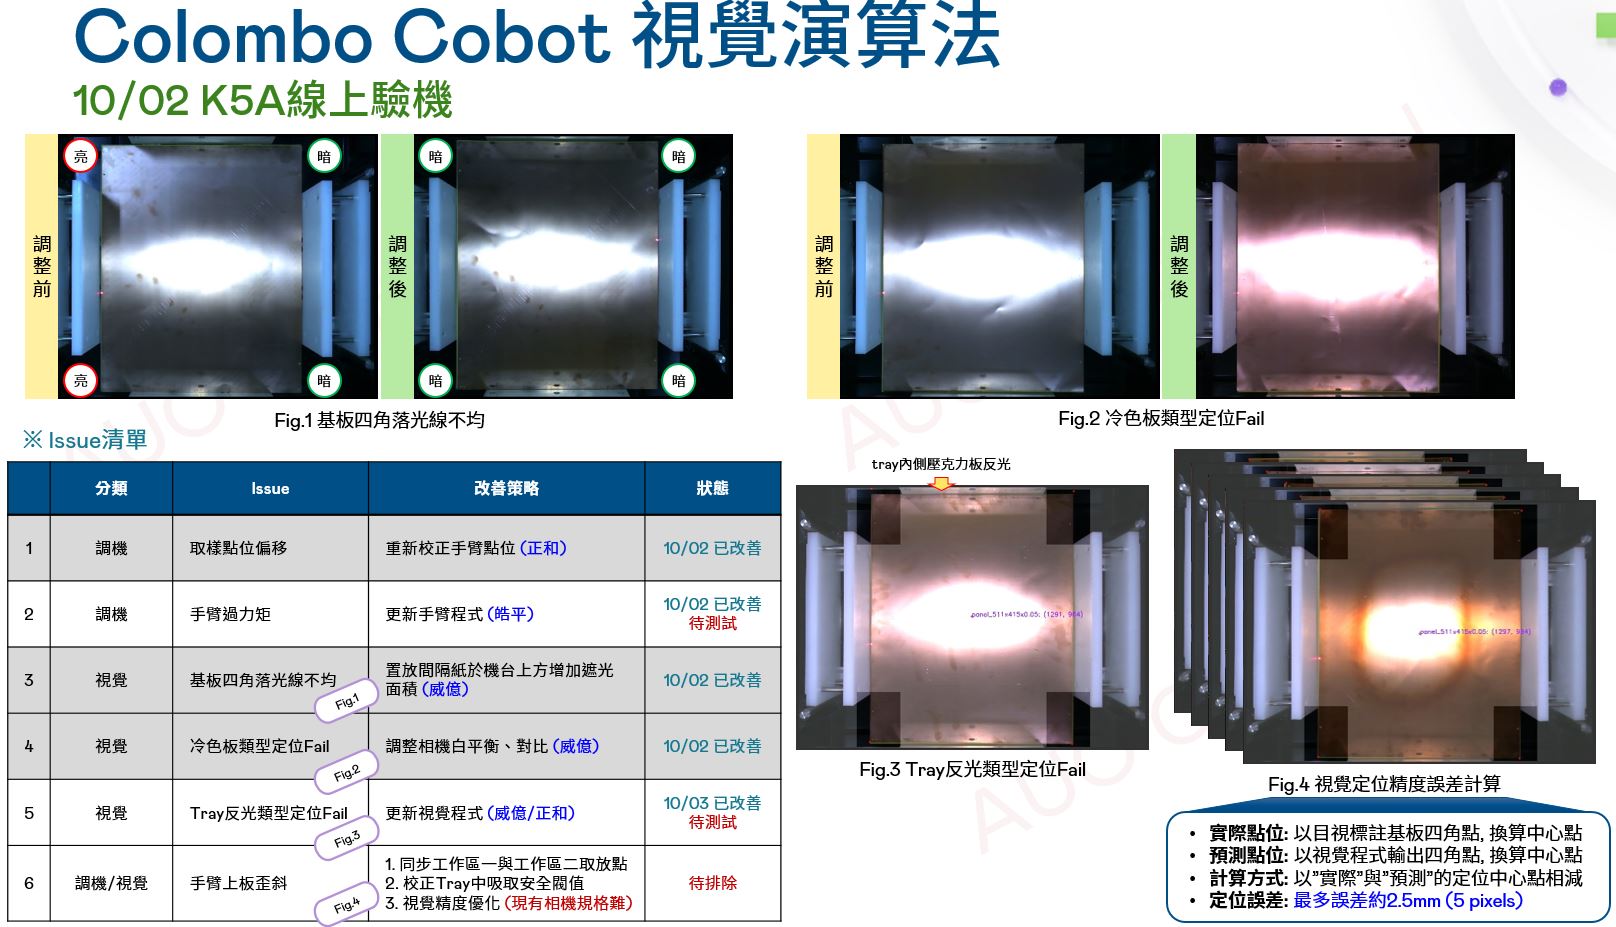 Colombo Cobot 視覺演算法
10/02 K5A線上驗機
調整前
亮
暗
亮
暗
調整後
暗
暗
暗
暗
Fig.1 基板四角落光線不均
調整前
調整後
Fig.2 冷色板類型定位Fail
※ Issue清單
分類 Issue 改善策略 狀態
1 調機 取樣點位偏移 重新校正手臂點位 (正和) 10/02 已改善
2 調機 手臂過力矩 更新手臂程式 (皓平) 10/02 已改善
待測試
3 視覺 基板四角落光線不均 置放間隔紙於機台上方增加遮光
面積 (威億) 10/02 已改善
Fig.1
4 視覺 冷色板類型定位Fail 調整相機白平衡、對比 (威億) 10/02 已改善
Fig.2
5 視覺 Tray反光類型定位Fail 更新視覺程式 (威億/正和) 10/03 已改善
待測試
Fig.3
6 調機/視覺 手臂上板歪斜 1. 同步工作區一與工作區二取放點
2. 校正Tray中吸取安全閥值
3. 視覺精度優化 (現有相機規格難) 待排除
Fig.4
tray內側壓克力板反光
panel_511x415x0.05: (1291, 964)
Fig.3 Tray反光類型定位Fail
Fig.4 視覺定位精度誤差計算
• 實際點位: 以目視標註基板四角點, 換算中心點
• 預測點位: 以視覺程式輸出四角點, 換算中心點
• 計算方式: 以”實際”與”預測”的定位中心點相減
• 定位誤差: 最多誤差約2.5mm (5 pixels)